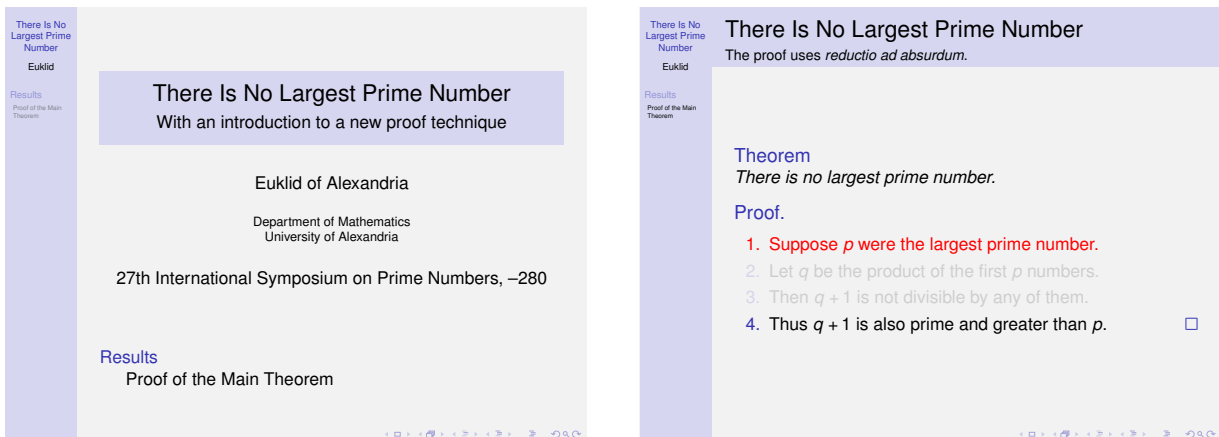 There Is No
Largest Prime
Number
Euklid
Results
Proof of the Main
Theorem
There Is No Largest Prime Number
With an introduction to a new proof technique
Euklid of Alexandria
Department of Mathematics
University of Alexandria
27th International Symposium on Prime Numbers, –280
Results
Proof of the Main Theorem
There Is No
Largest Prime
Number
Euklid
Results
Proof of the Main
Theorem
There Is No Largest Prime Number
The proof uses reductio ad absurdum.
Theorem
There is no largest prime number.
Proof.
1. Suppose p were the largest prime number.
2. Let q be the product of the first p numbers.
3. Then q + 1 is not divisible by any of them.
4. Thus q + 1 is also prime and greater than p. □